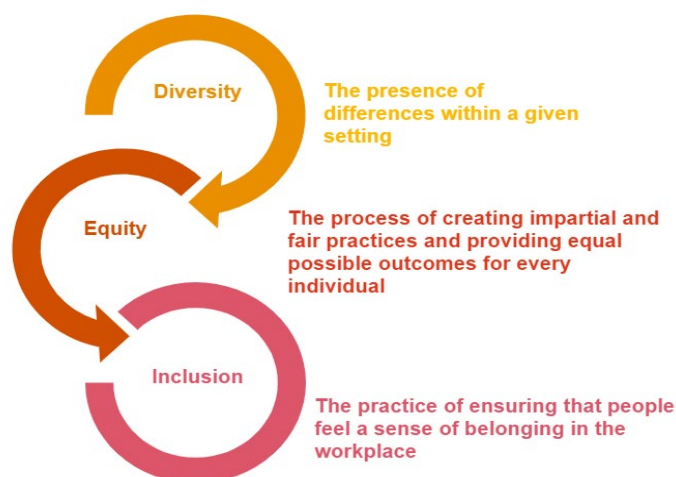 Diversity
The presence of
differences within a given
setting
Equity
The process of creating impartial and
fair practices and providing equal
possible outcomes for every
individual
Inclusion
The practice of ensuring that people
feel a sense of belonging in the
workplace